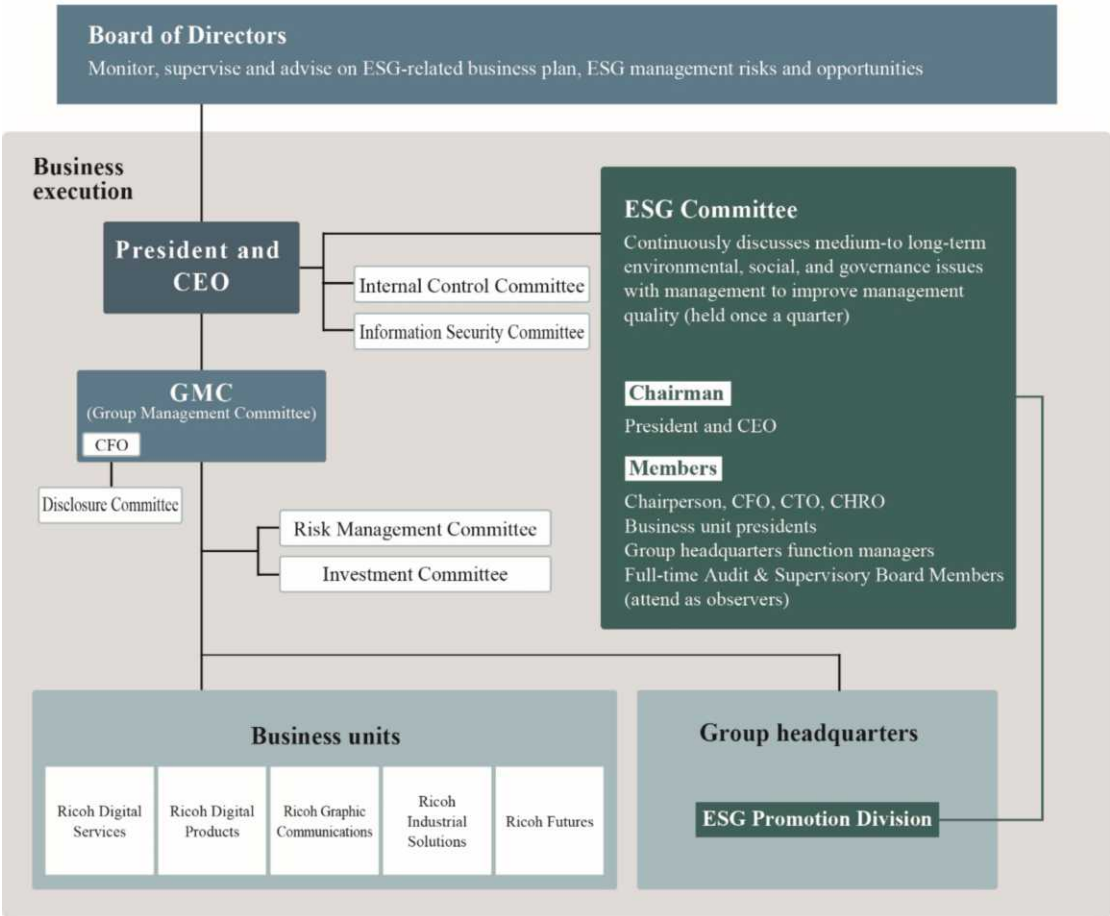 Board of Directors
Monitor, supervise and advise on ESG-related business plan, ESG management risks and opportunities
Business
execution
President and
CEO
Internal Control Committee
Information Security Committee
ESG Committee
Continuously discusses medium-to long-term
environmental, social, and governance issues
with management to improve management
quality (held once a quarter)
Chairman
President and CEO
Members
Chairperson, CFO, CTO, CHRO
Business unit presidents
Group headquarters function managers
Full-time Audit & Supervisory Board Members
(attend as observers)
GMC
(Group Management Committee)
CFO
Disclosure Committee
Risk Management Committee
Investment Committee
Business units
Ricoh Digital
Services
Ricoh Digital
Products
Ricoh Graphic
Communications
Ricoh
Industrial
Solutions
Ricoh Futures
Group headquarters
ESG Promotion Division